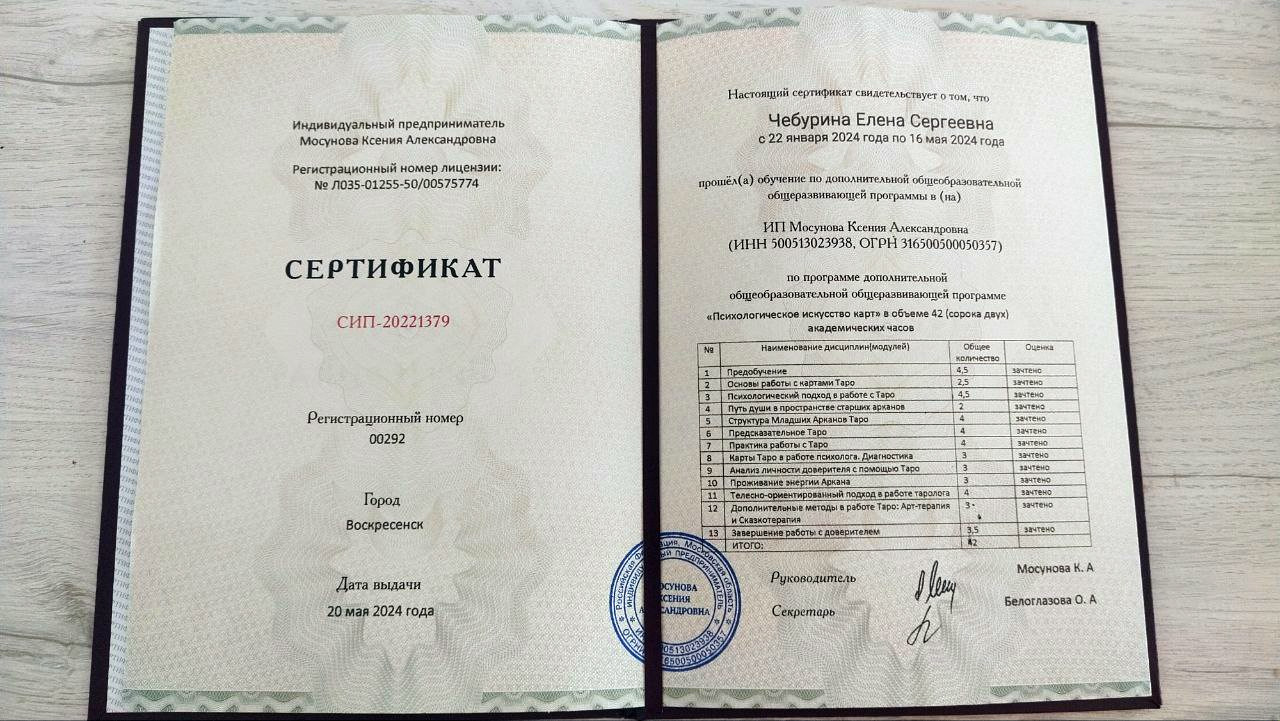 Индивидуальный предприниматель
Мосунова Ксения Александровна
Регистрационный номер лицензии:
№ Л035-01255-50/00575774
СЕРТИФИКАТ
СИП-20221379
Регистрационный номер
00292
Город
Воскресенск
Дата выдачи
20 мая 2024 года
Настоящий сертификат свидетельствует о том, что
Чебурина Елена Сергеевна
с 22 января 2024 года по 16 мая 2024 года
прошёл(а) обучение по дополнительной общеобразовательной
общеразвивающей программы в (на)
ИП Мосунова Ксения Александровна
(ИНН 500513023938, ОГРН 316500500050357)
по программе дополнительной
общеобразовательной общеразвивающей программе
«Психологическое искусство карт» в объеме 42 (сорока двух)
академических часов
№ Наименование дисциплин(модулей) Общее количество Оценка
1 Предобучение 4,5 зачтено
2 Основы работы с картами Таро 2,5 зачтено
3 Психологический подход в работе с Таро 4,5 зачтено
4 Путь души в пространстве старших арканов 2 зачтено
5 Структура Младших Арканов Таро 4 зачтено
6 Предсказательное Таро 4 зачтено
7 Практика работы с Таро 4 зачтено
8 Карты Таро в работе психолога. Диагностика 3 зачтено
9 Анализ личности доверителя с помощью Таро 3 зачтено
10 Проживание энергии Аркана 3 зачтено
11 Телесно-ориентированный подход в работе таролога 4 зачтено
12 Дополнительные методы в работе Таро: Арт-терапия 3 зачтено
и Сказкотерапия
13 Завершение работы с доверителем 3,5 зачтено
ИТОГО: 42
Руководитель Мосунова К. А
Секретарь Белоглазова О. А
Московская область
МОСУНОВА
КСЕНИЯ
АЛЕКСАНДРОВНА